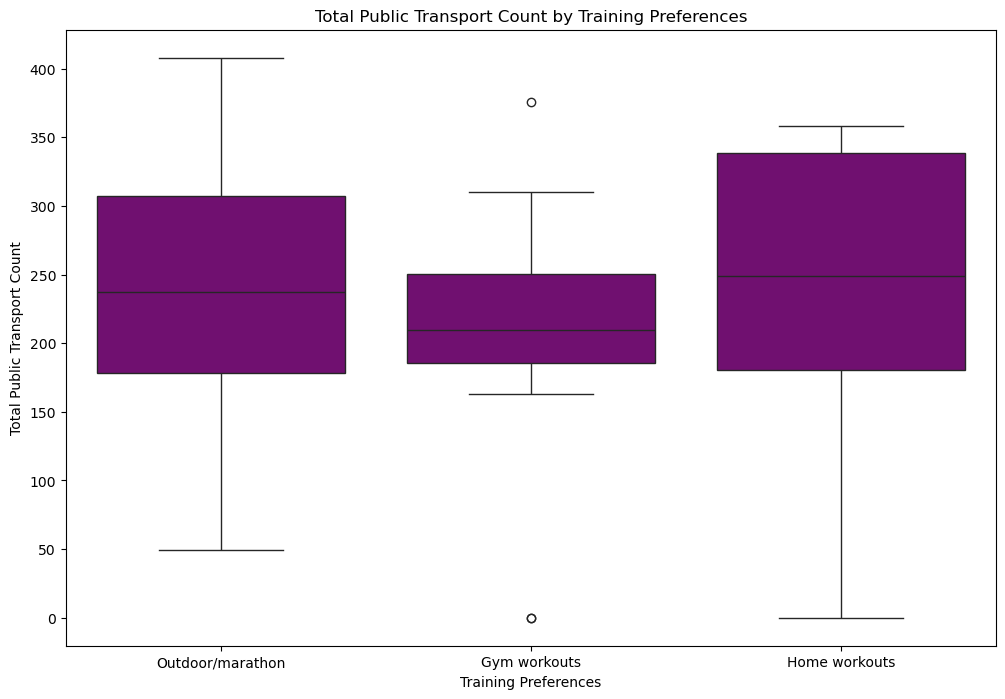 Total Public Transport Count by Training Preferences
Total Public Transport Count
400
350
300
250
200
150
100
50
0
Outdoor/marathon
Gym workouts
Home workouts
Training Preferences